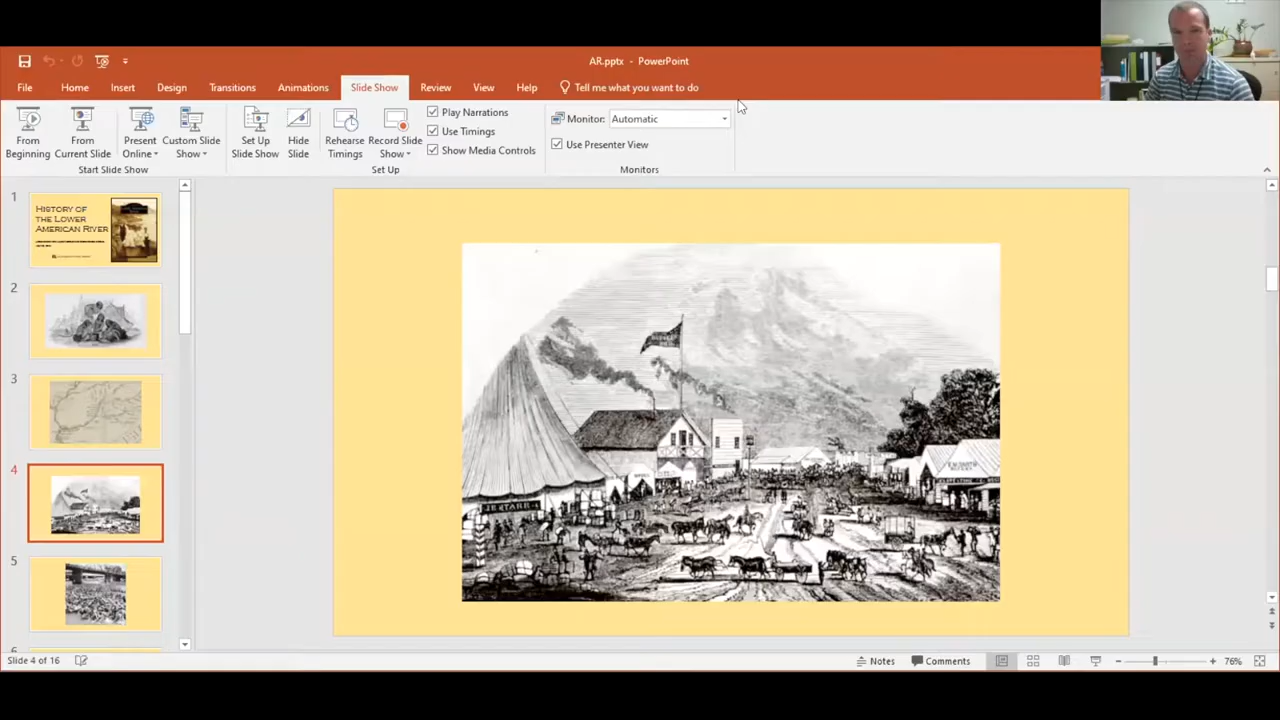 AR.pptx - PowerPoint
File Home Insert Design Transitions Animations Slide Show Review View Help Tell me what you want to do
From Beginning
From Current Slide
Present Online
Custom Slide Show
Start Slide Show
Set Up Slide Show
Hide Slide
Rehearse Timings
Record Slide Show
Play Narrations
Use Timings
Show Media Controls
Set Up
Monitor: Automatic
Use Presenter View
Monitors
1
HISTORY OF
THE LOWER
AMERICAN RIVER
2
3
4
5
6
Slide 4 of 16
Notes Comments 76%